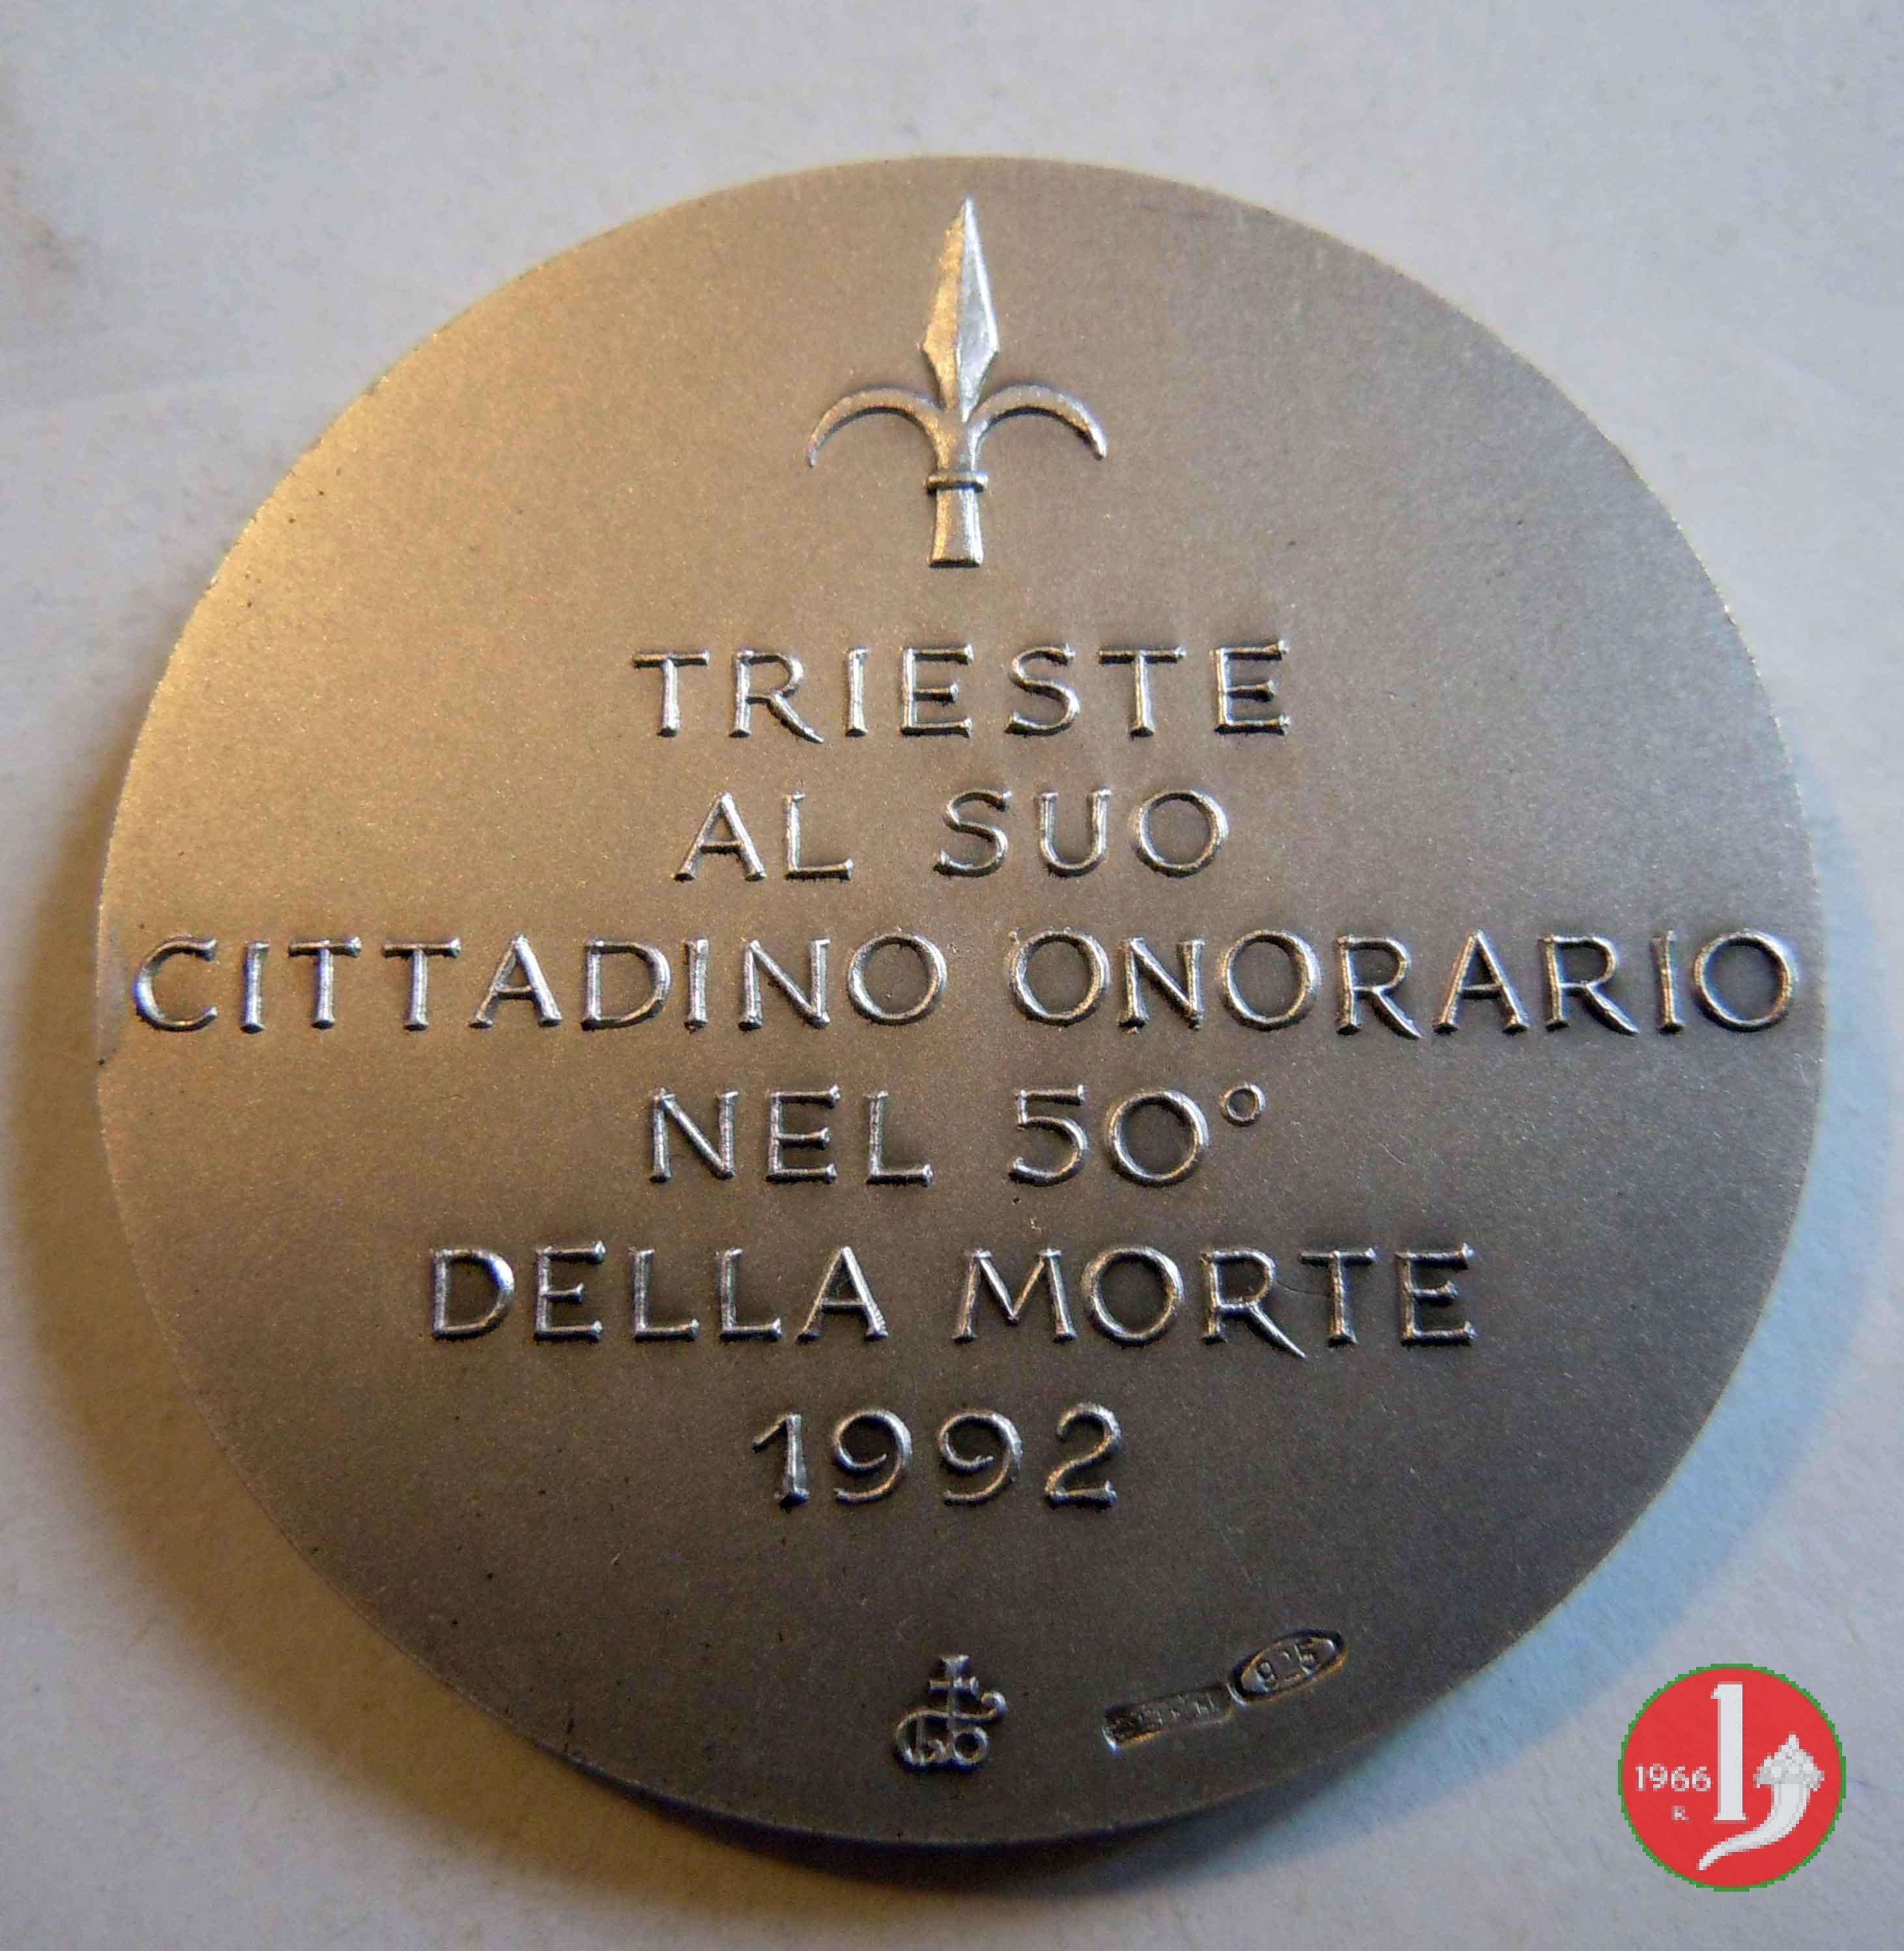 TRIESTE
AL SUO
CITTADINO ONORARIO
NEL 50°
DELLA MORTE
1992
925
1966
R